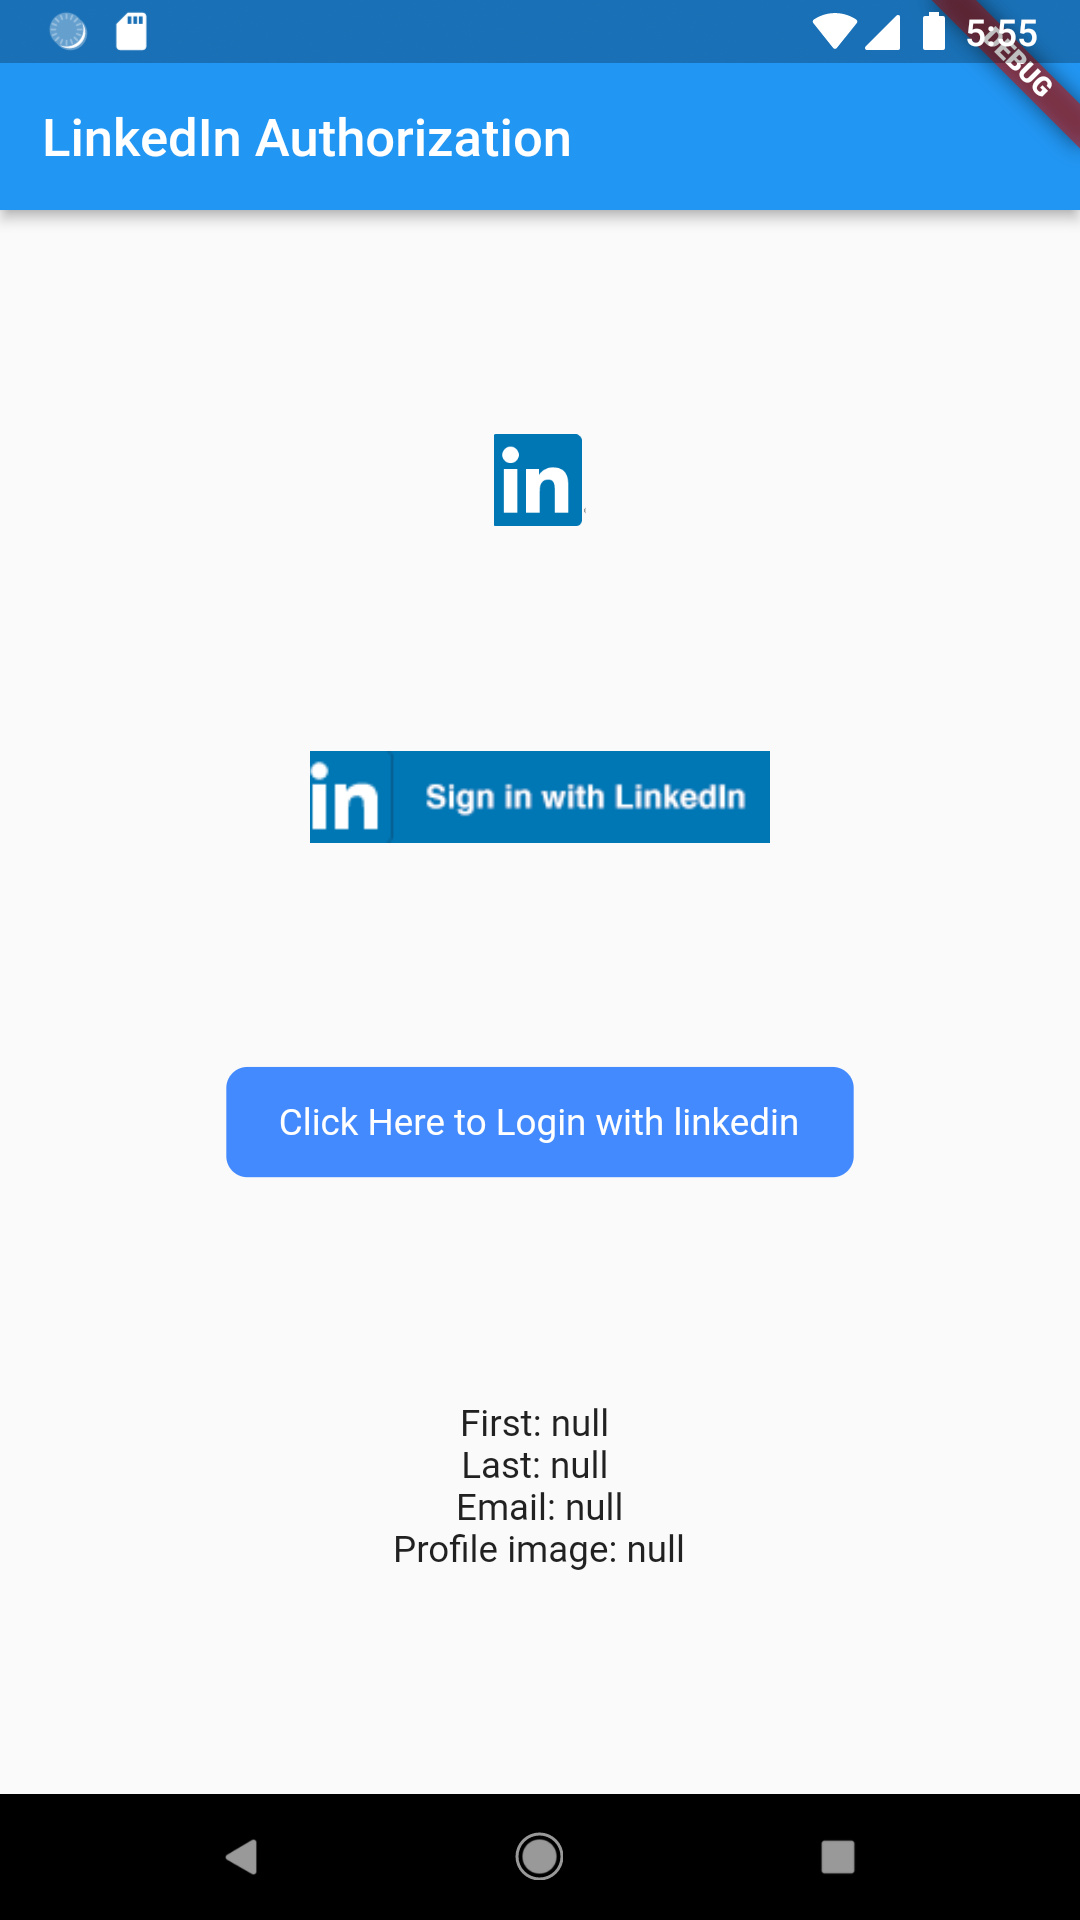 5:55
DEBUG
LinkedIn Authorization
in
in Sign in with LinkedIn
Click Here to Login with linkedin
First: null
Last: null
Email: null
Profile image: null